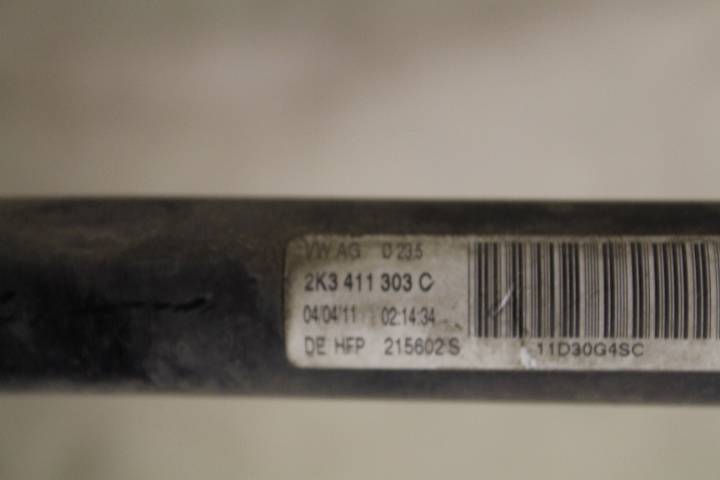 VW AG D 23.5
2K3 411 303 C
04/04/11 02:14:34
DE HFP 215602 S
11D30G4SC